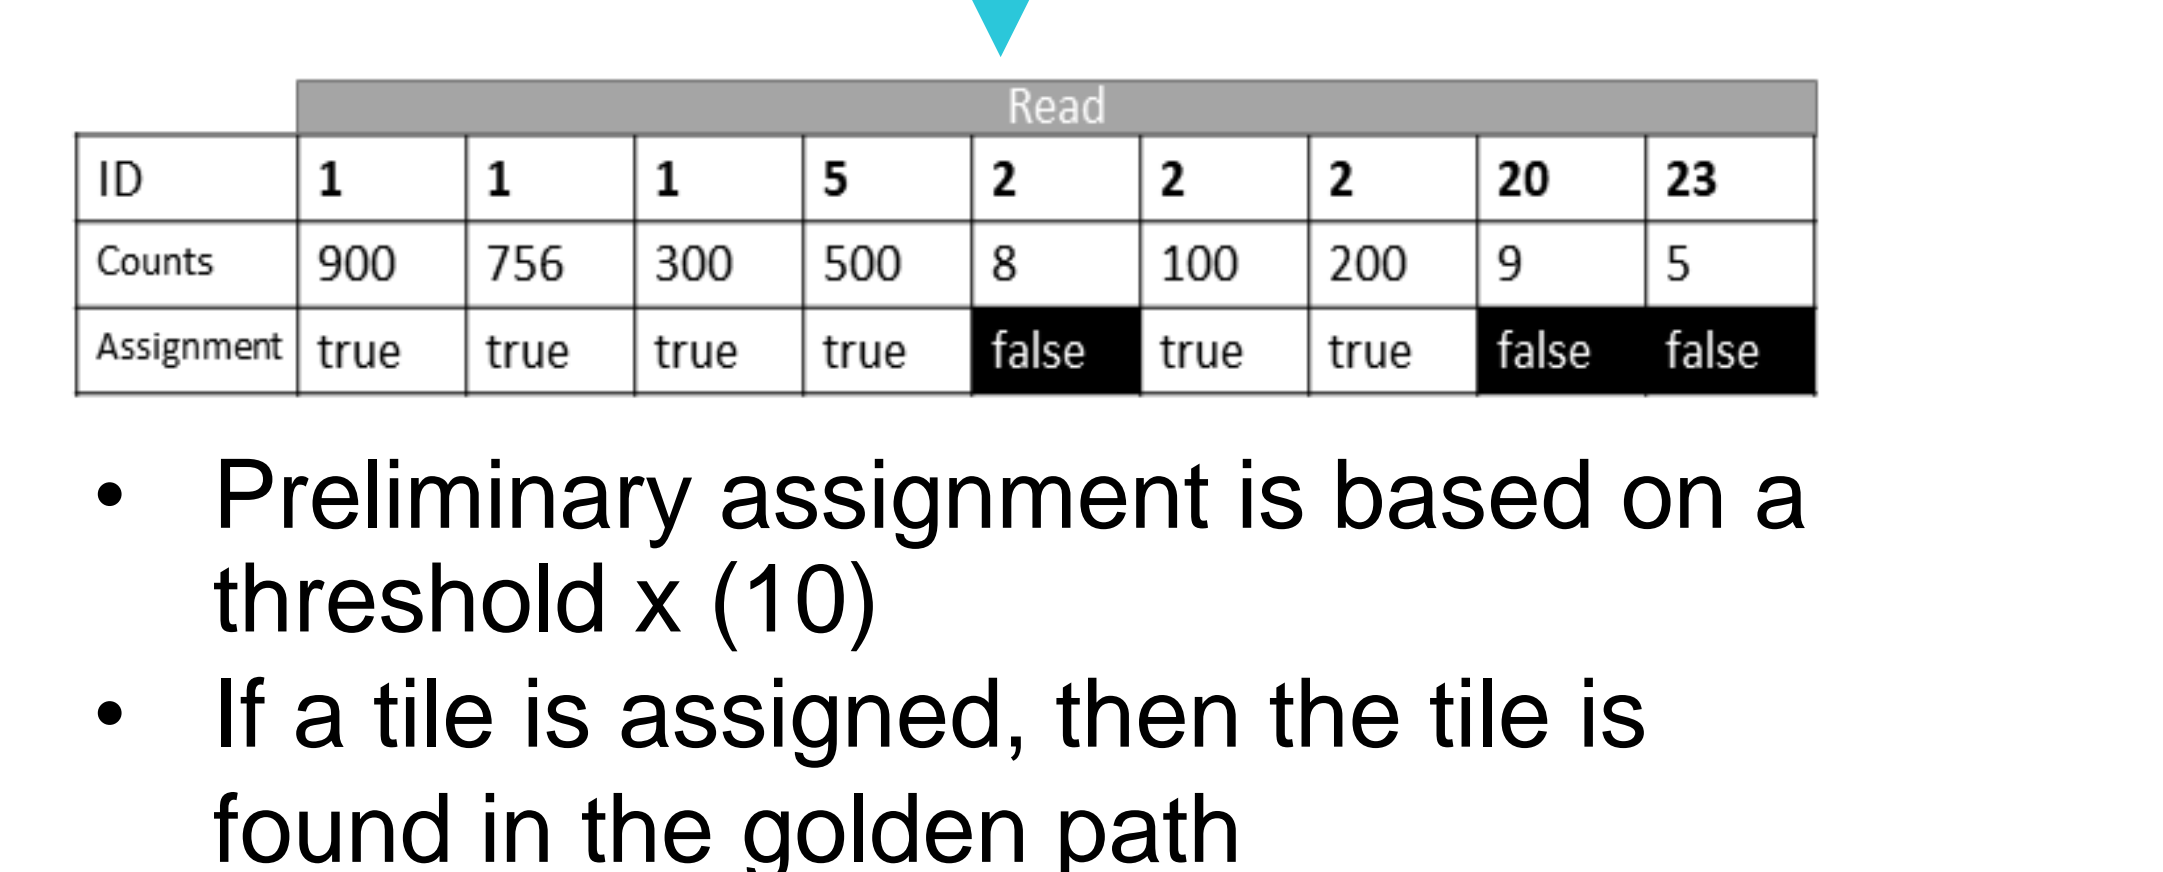 Read
ID 1 1 1 5 2 2 2 20 23
Counts 900 756 300 500 8 100 200 9 5
Assignment true true true true false true true false false
• Preliminary assignment is based on a
threshold x (10)
• If a tile is assigned, then the tile is
found in the golden path